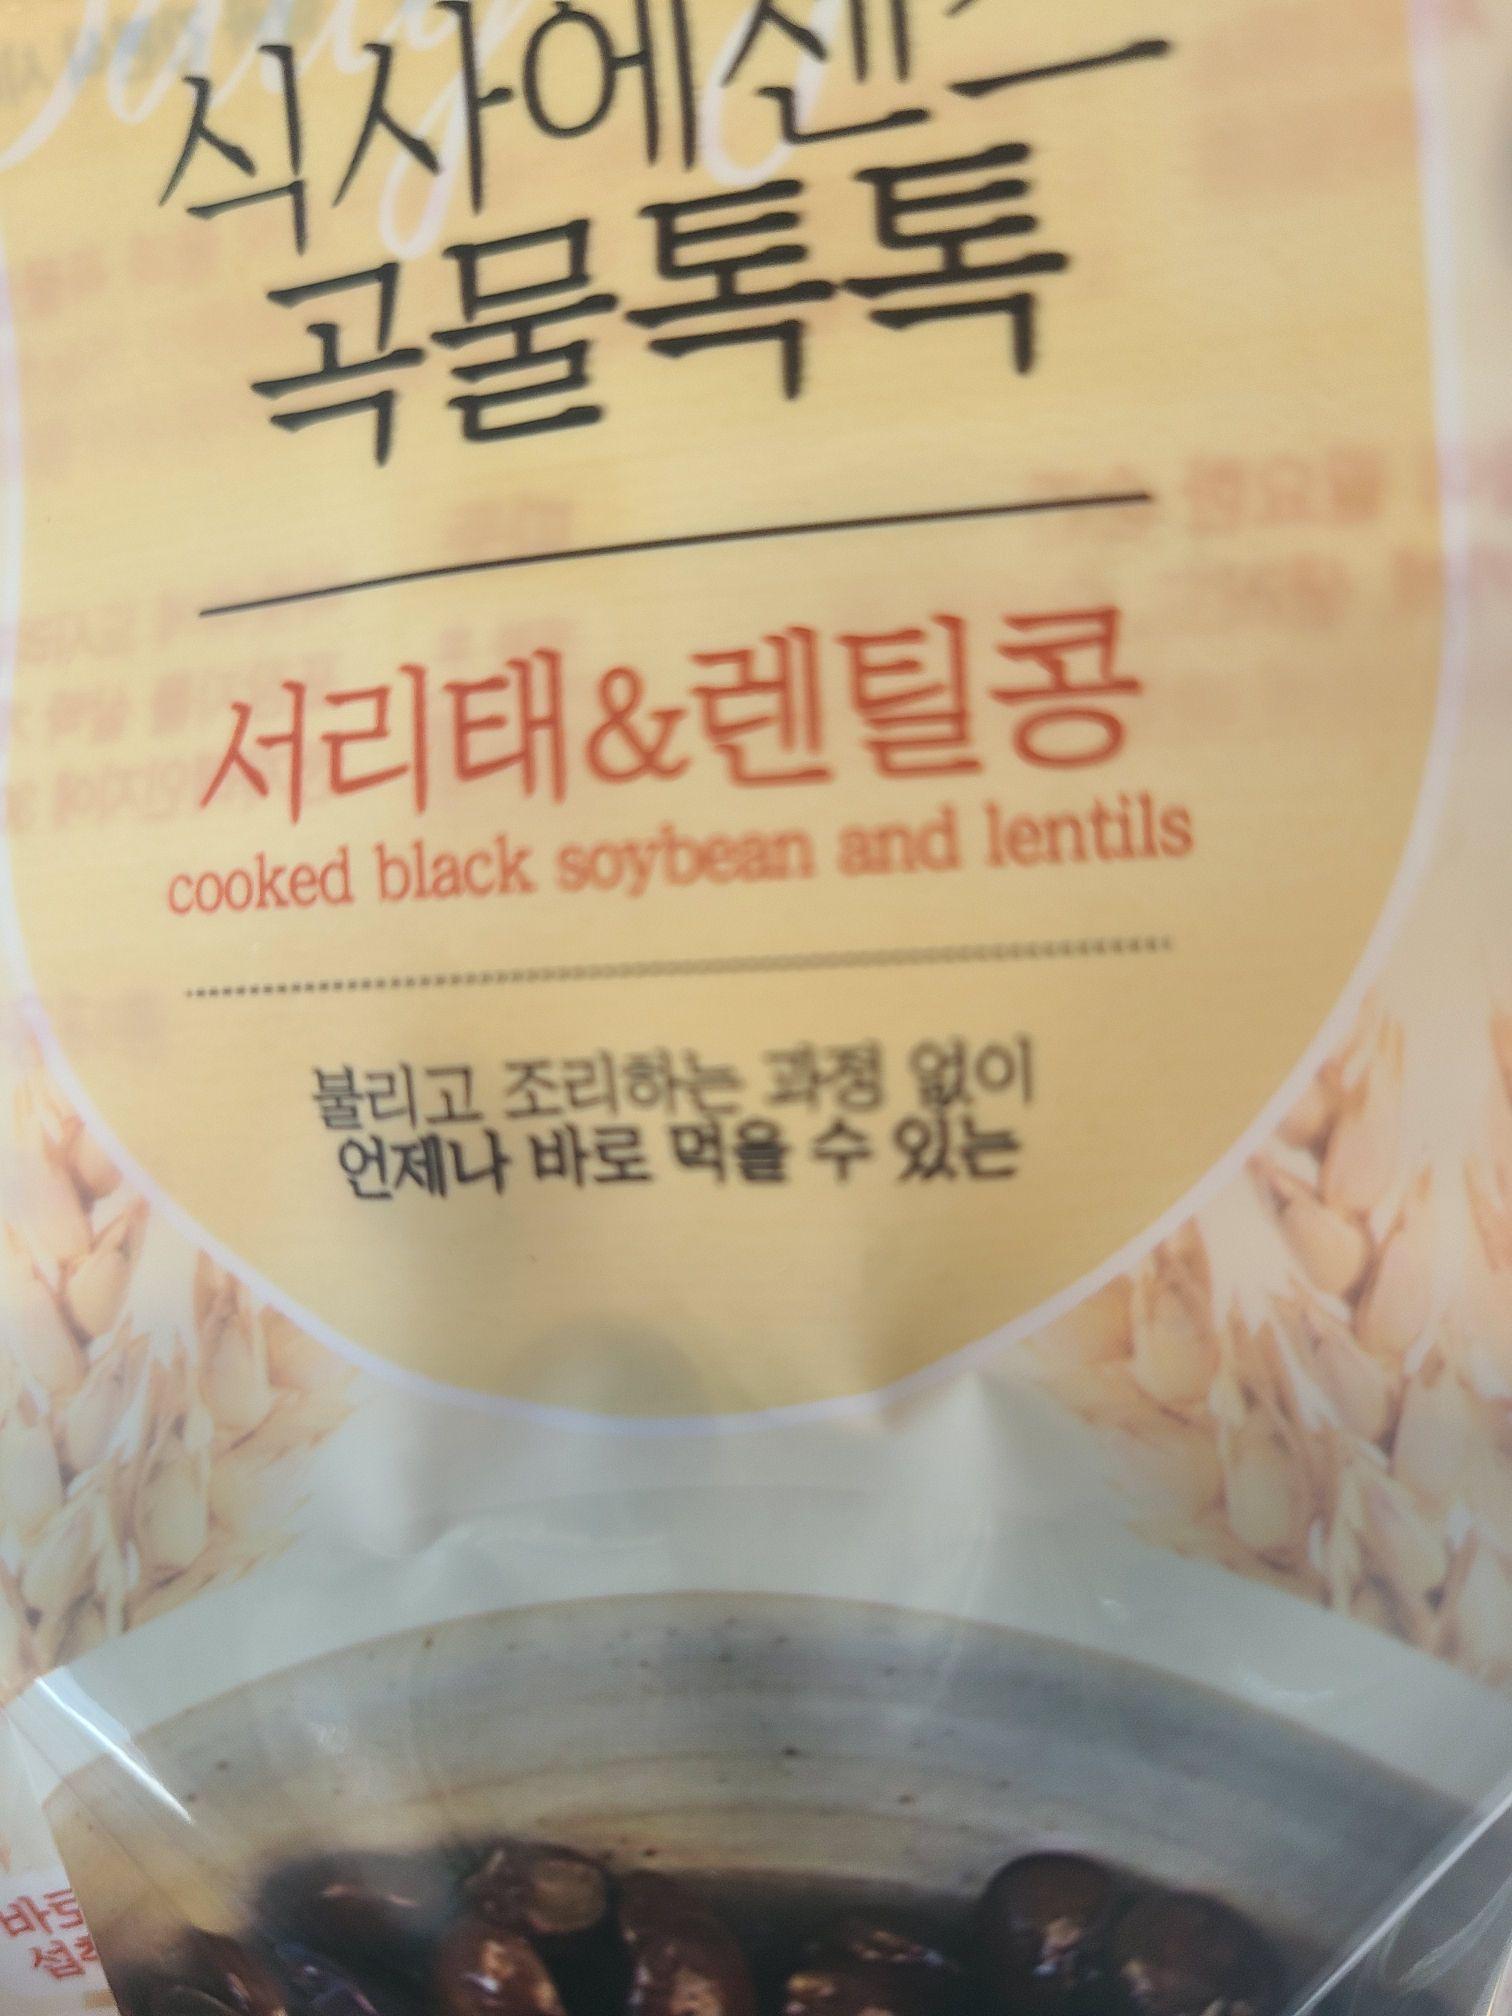 식사에센스
곡물톡톡
서리태&렌틸콩
cooked black soybean and lentils
불리고 조리하는 과정 없이
언제나 바로 먹을 수 있는